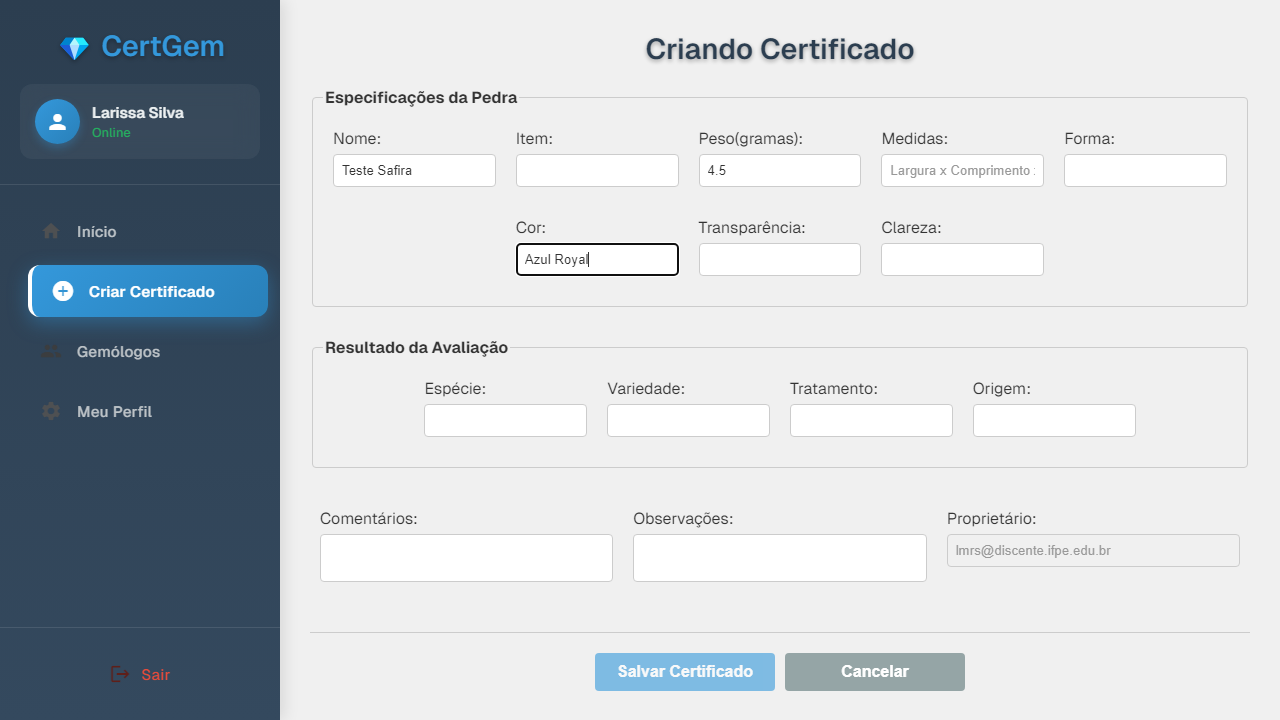 CertGem
Larissa Silva
Online
Início
Criar Certificado
Gemólogos
Meu Perfil
Sair
Criando Certificado
Especificações da Pedra
Nome: Item: Peso(gramas): Medidas: Forma:
Teste Safira 4.5 Largura x Comprimento
Cor: Transparência: Clareza:
Azul Royal
Resultado da Avaliação
Espécie: Variedade: Tratamento: Origem:
Comentários: Observações: Proprietário:
lmrs@discente.ifpe.edu.br
Salvar Certificado Cancelar